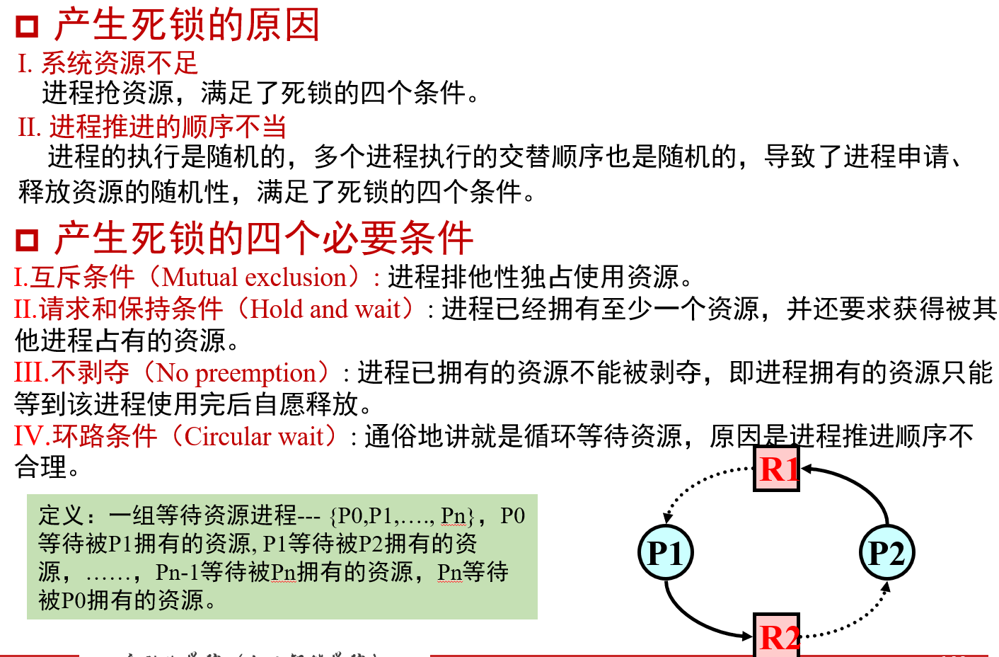 产生死锁的原因
I. 系统资源不足
进程抢资源，满足了死锁的四个条件。
II. 进程推进的顺序不当
进程的执行是随机的，多个进程执行的交替顺序也是随机的，导致了进程申请、
释放资源的随机性，满足了死锁的四个条件。
产生死锁的四个必要条件
I.互斥条件（Mutual exclusion）: 进程排他性独占使用资源。
II.请求和保持条件（Hold and wait）: 进程已经拥有至少一个资源，并还要求获得被其
他进程占有的资源。
III.不剥夺（No preemption）: 进程已拥有的资源不能被剥夺，即进程拥有的资源只能
等到该进程使用完后自愿释放。
IV.环路条件（Circular wait）: 通俗地讲就是循环等待资源，原因是进程推进顺序不
合理。
定义：一组等待资源进程--- {P0,P1,…., Pn}，P0
等待被P1拥有的资源, P1等待被P2拥有的资
源，……，Pn-1等待被Pn拥有的资源，Pn等待
被P0拥有的资源。
R1
P1
P2
R2